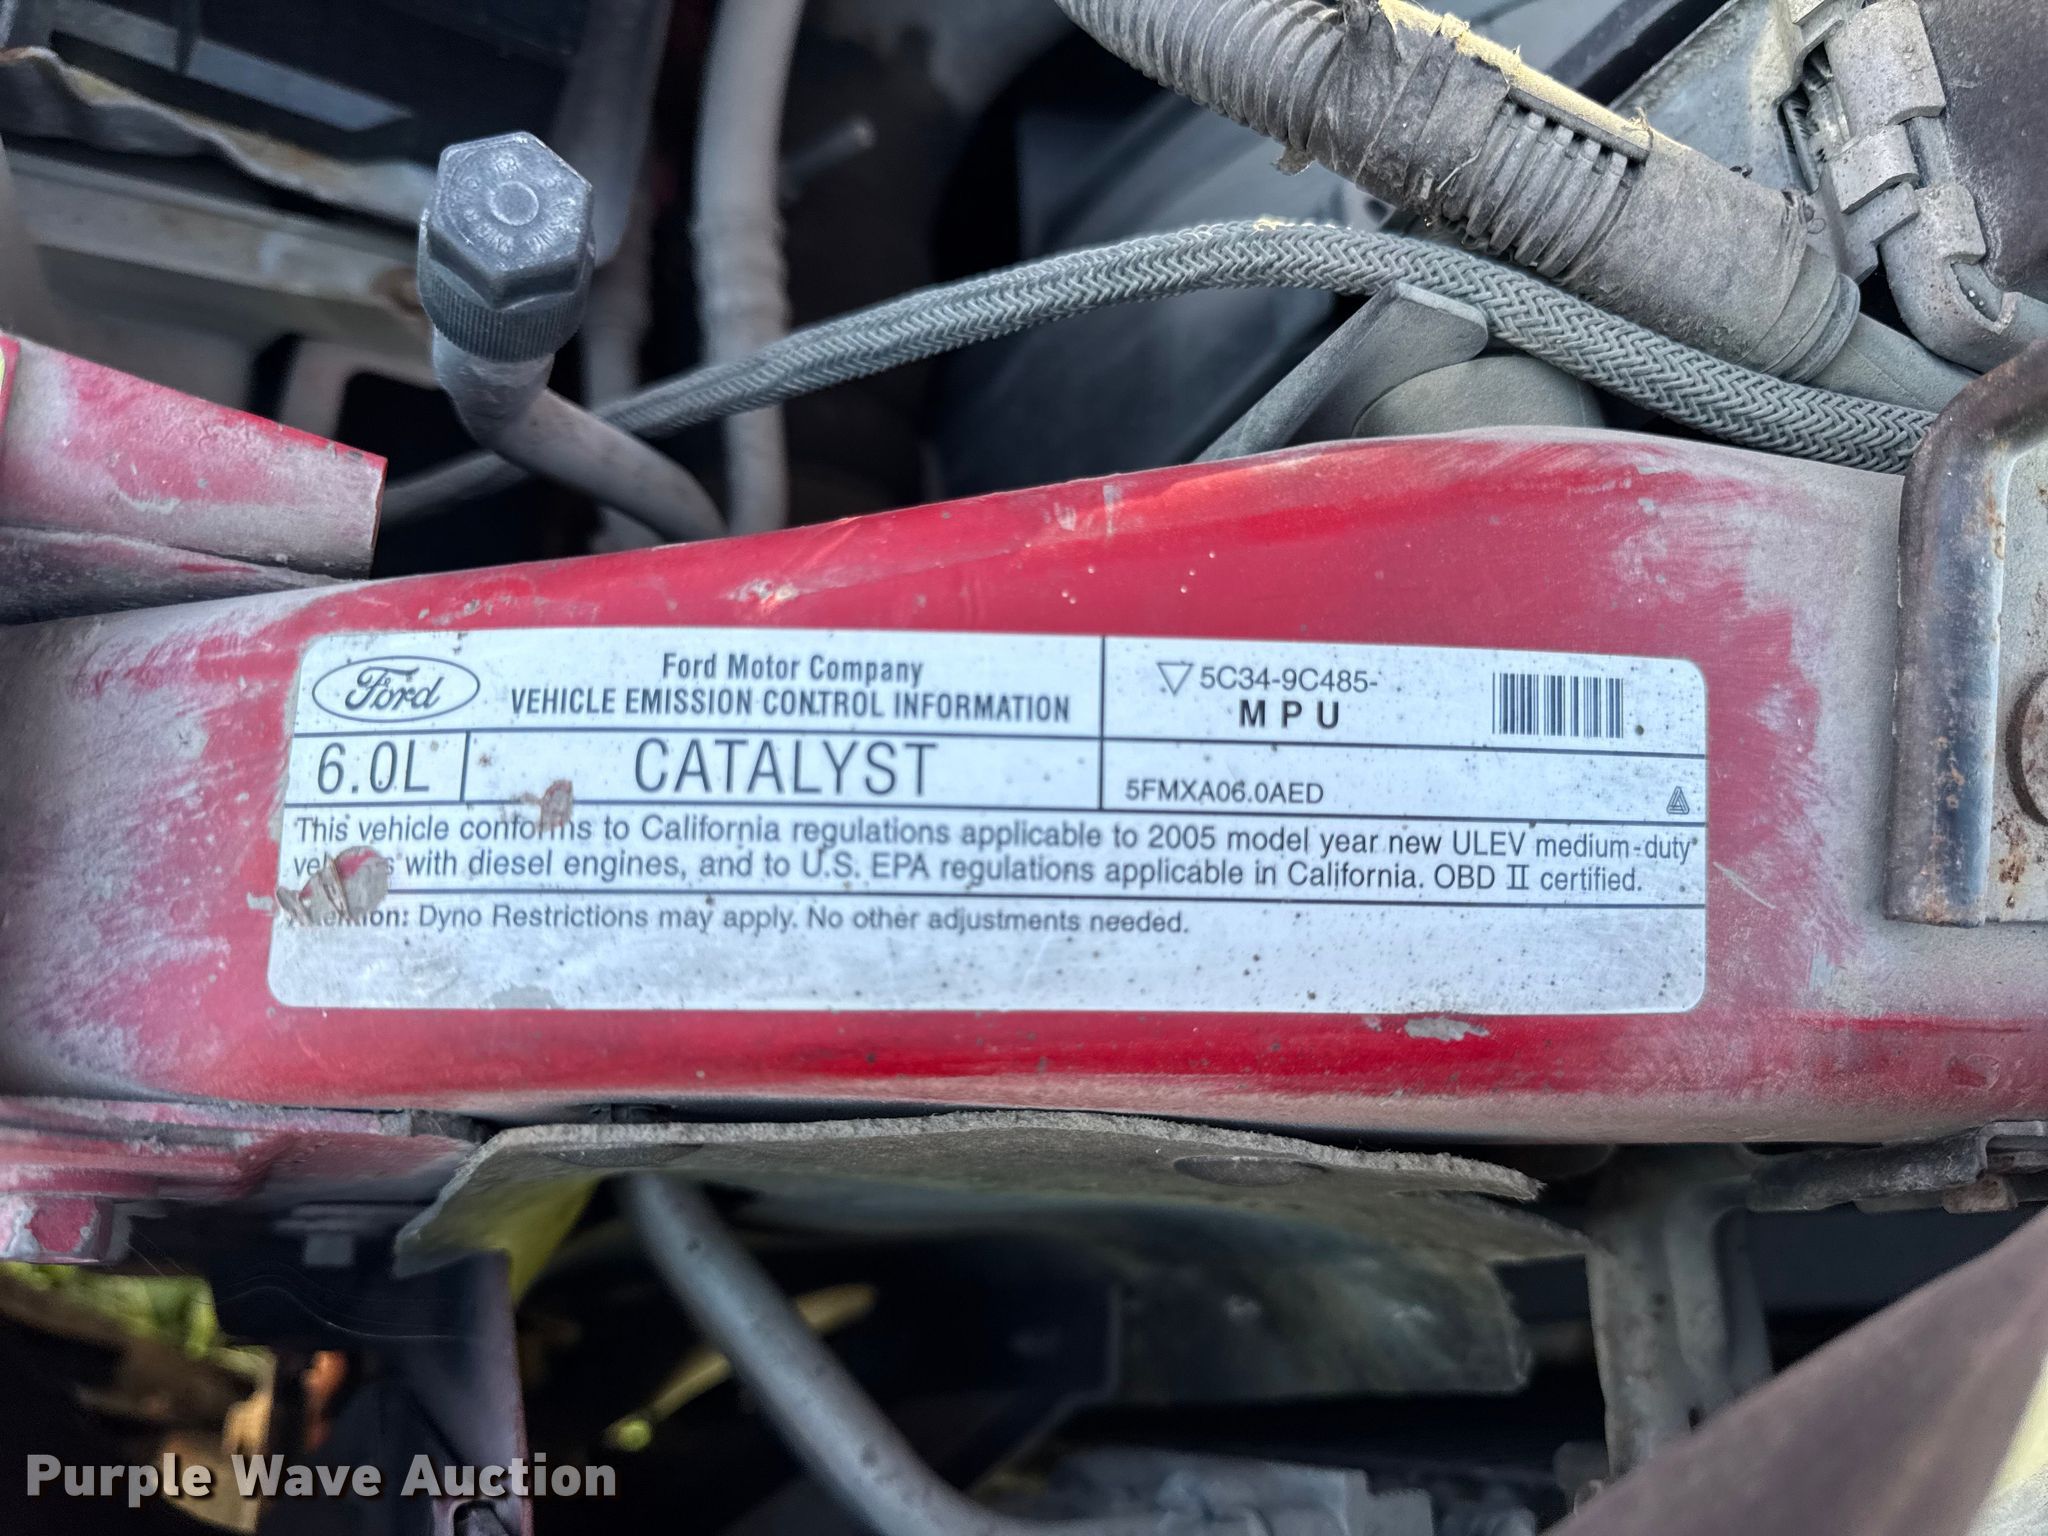 Ford
Ford Motor Company
VEHICLE EMISSION CONTROL INFORMATION
5C34-9C485-
MPU
6.0L
CATALYST
5FMXA06.0AED
This vehicle conforms to California regulations applicable to 2005 model year new ULEV medium-duty
vehicles with diesel engines, and to U.S. EPA regulations applicable in California. OBD II certified.
Attention: Dyno Restrictions may apply. No other adjustments needed.
Purple Wave Auction